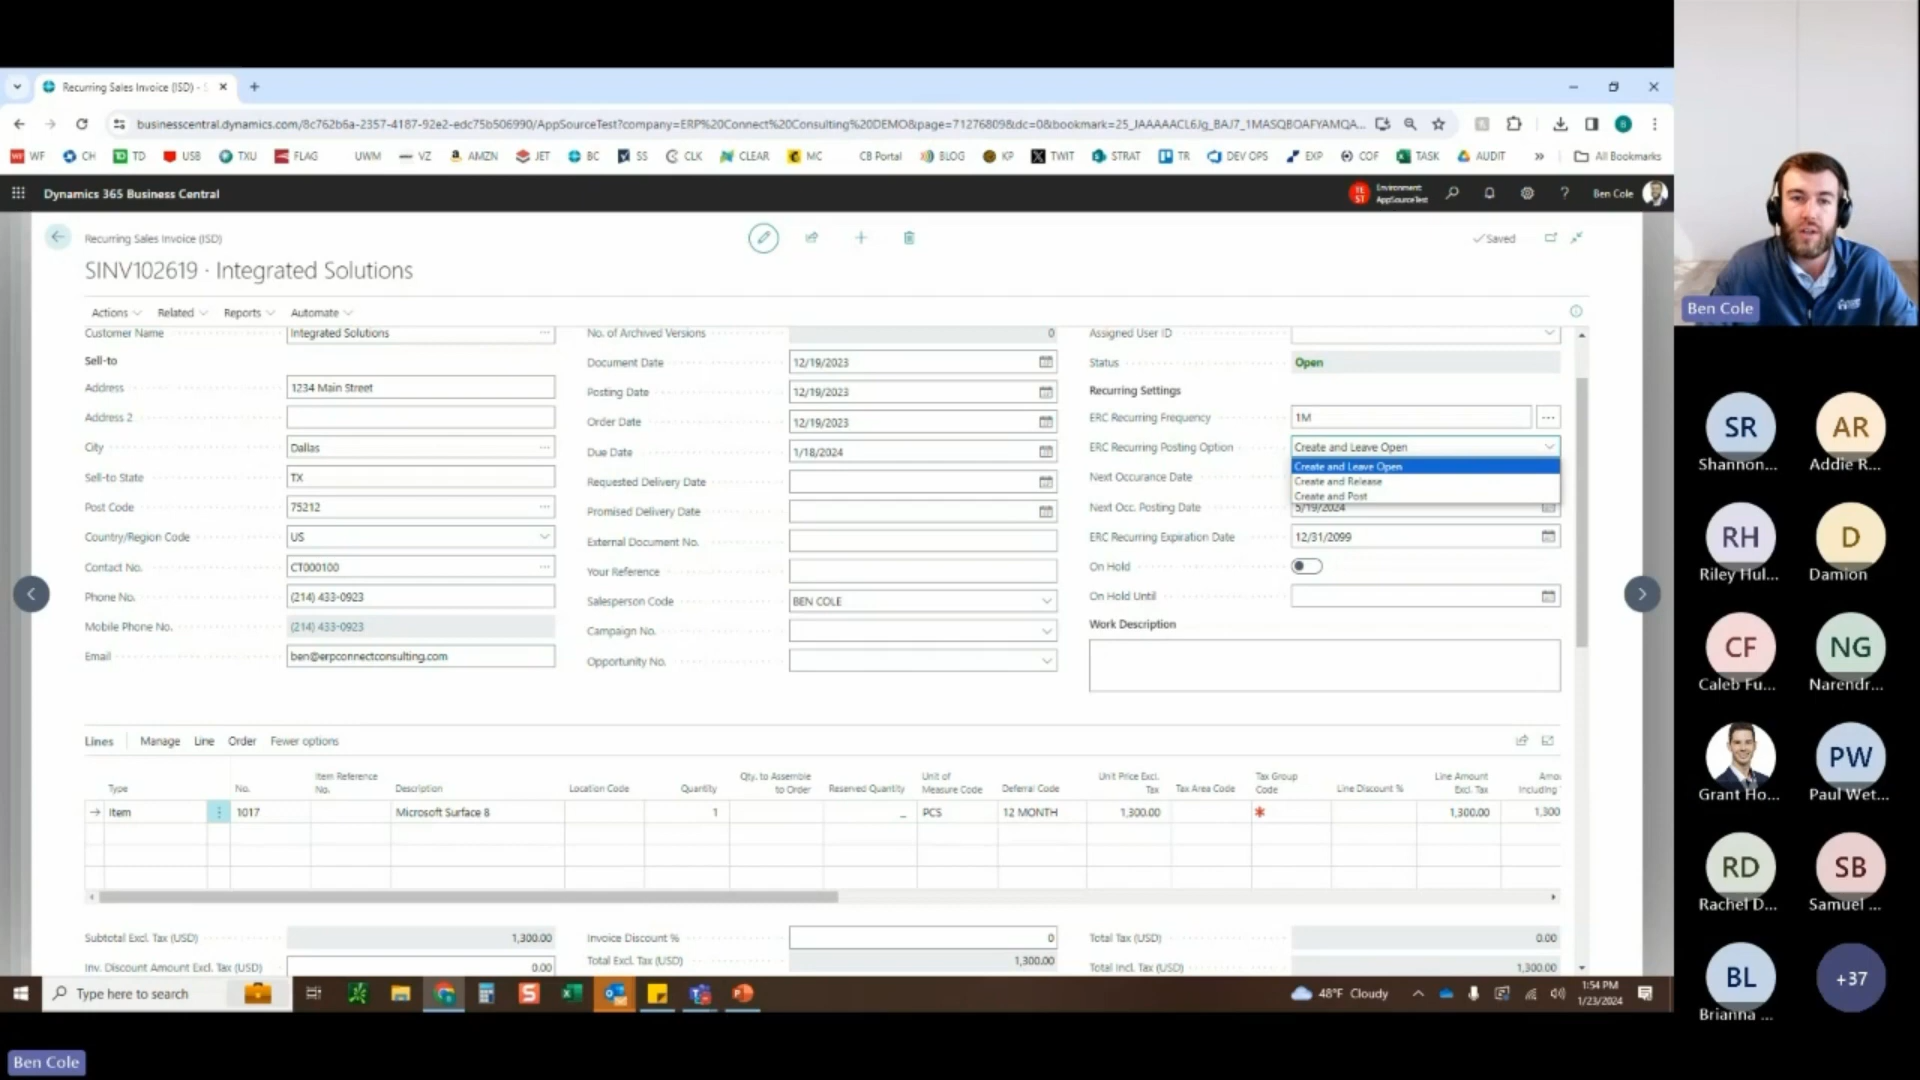 Recurring Sales Invoice (ISD) - S
businesscentral.dynamics.com/8c762b6a-2357-4187-92e2-edc75b506990/AppSourceTest?company=ERP%20Connect%20Consulting%20DEMO&page=71276809&dc=0&bookmark=25_JAAAAACL6Jg_BAJ7_1MASQBOAFYAMQA...
WF CH TD USB TXU FLAG UWM VZ AMZN JET BC SS CLK CLEAR MC CB Portal BLOG KP TWIT STRAT TR DEV OPS EXP COF TASK AUDIT » All Bookmarks
Dynamics 365 Business Central
TE
ST
Environment:
AppSourceTest
Ben Cole
Recurring Sales Invoice (ISD)
Saved
SINV102619 · Integrated Solutions
Actions Related Reports Automate
Customer Name Integrated Solutions
Sell-to
Address 1234 Main Street
Address 2
City Dallas
Sell-to State TX
Post Code 75212
Country/Region Code US
Contact No. CT000100
Phone No. (214) 433-0923
Mobile Phone No. (214) 433-0923
Email ben@erpconnectconsulting.com
No. of Archived Versions 0
Document Date 12/19/2023
Posting Date 12/19/2023
Order Date 12/19/2023
Due Date 1/18/2024
Requested Delivery Date
Promised Delivery Date
External Document No.
Your Reference
Salesperson Code BEN COLE
Campaign No.
Opportunity No.
Assigned User ID
Status Open
Recurring Settings
ERC Recurring Frequency 1M
ERC Recurring Posting Option Create and Leave Open
Create and Leave Open
Create and Release
Create and Post
Next Occurance Date
Next Occ. Posting Date 5/19/2024
ERC Recurring Expiration Date 12/31/2099
On Hold
On Hold Until
Work Description
Lines Manage Line Order Fewer options
Type No. Item Reference No. Description Location Code Quantity Qty. to Assemble to Order Reserved Quantity Unit of Measure Code Deferral Code Unit Price Excl. Tax Tax Area Code Tax Group Code Line Discount % Line Amount Excl. Tax Amou Including
Item 1017 Microsoft Surface 8 1 _ PCS 12 MONTH 1,300.00 * 1,300.00 1,300
Subtotal Excl. Tax (USD) 1,300.00
Inv. Discount Amount Excl. Tax (USD) 0.00
Invoice Discount % 0
Total Excl. Tax (USD) 1,300.00
Total Tax (USD) 0.00
Total Incl. Tax (USD) 1,300.00
Type here to search
48°F Cloudy
1:54 PM
1/23/2024
Ben Cole
SR
Shannon...
AR
Addie R...
RH
Riley Hul...
D
Damion
CF
Caleb Fu...
NG
Narendr...
Grant Ho...
PW
Paul Wet...
RD
Rachel D...
SB
Samuel ...
BL
Brianna ...
+37
Ben Cole